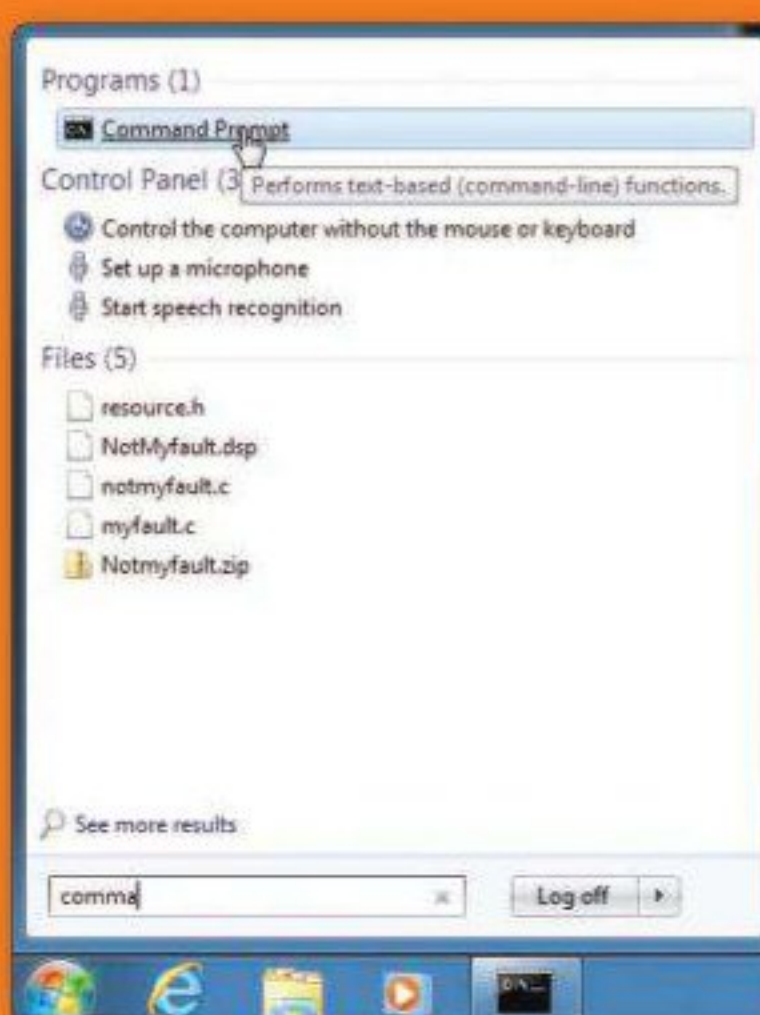 Programs (1)
Command Prompt
Control Panel (3
Performs text-based (command-line) functions.
Control the computer without the mouse or keyboard
Set up a microphone
Start speech recognition
Files (5)
resource.h
NotMyfault.dsp
notmyfault.c
myfault.c
Notmyfault.zip
See more results
comma
Log off